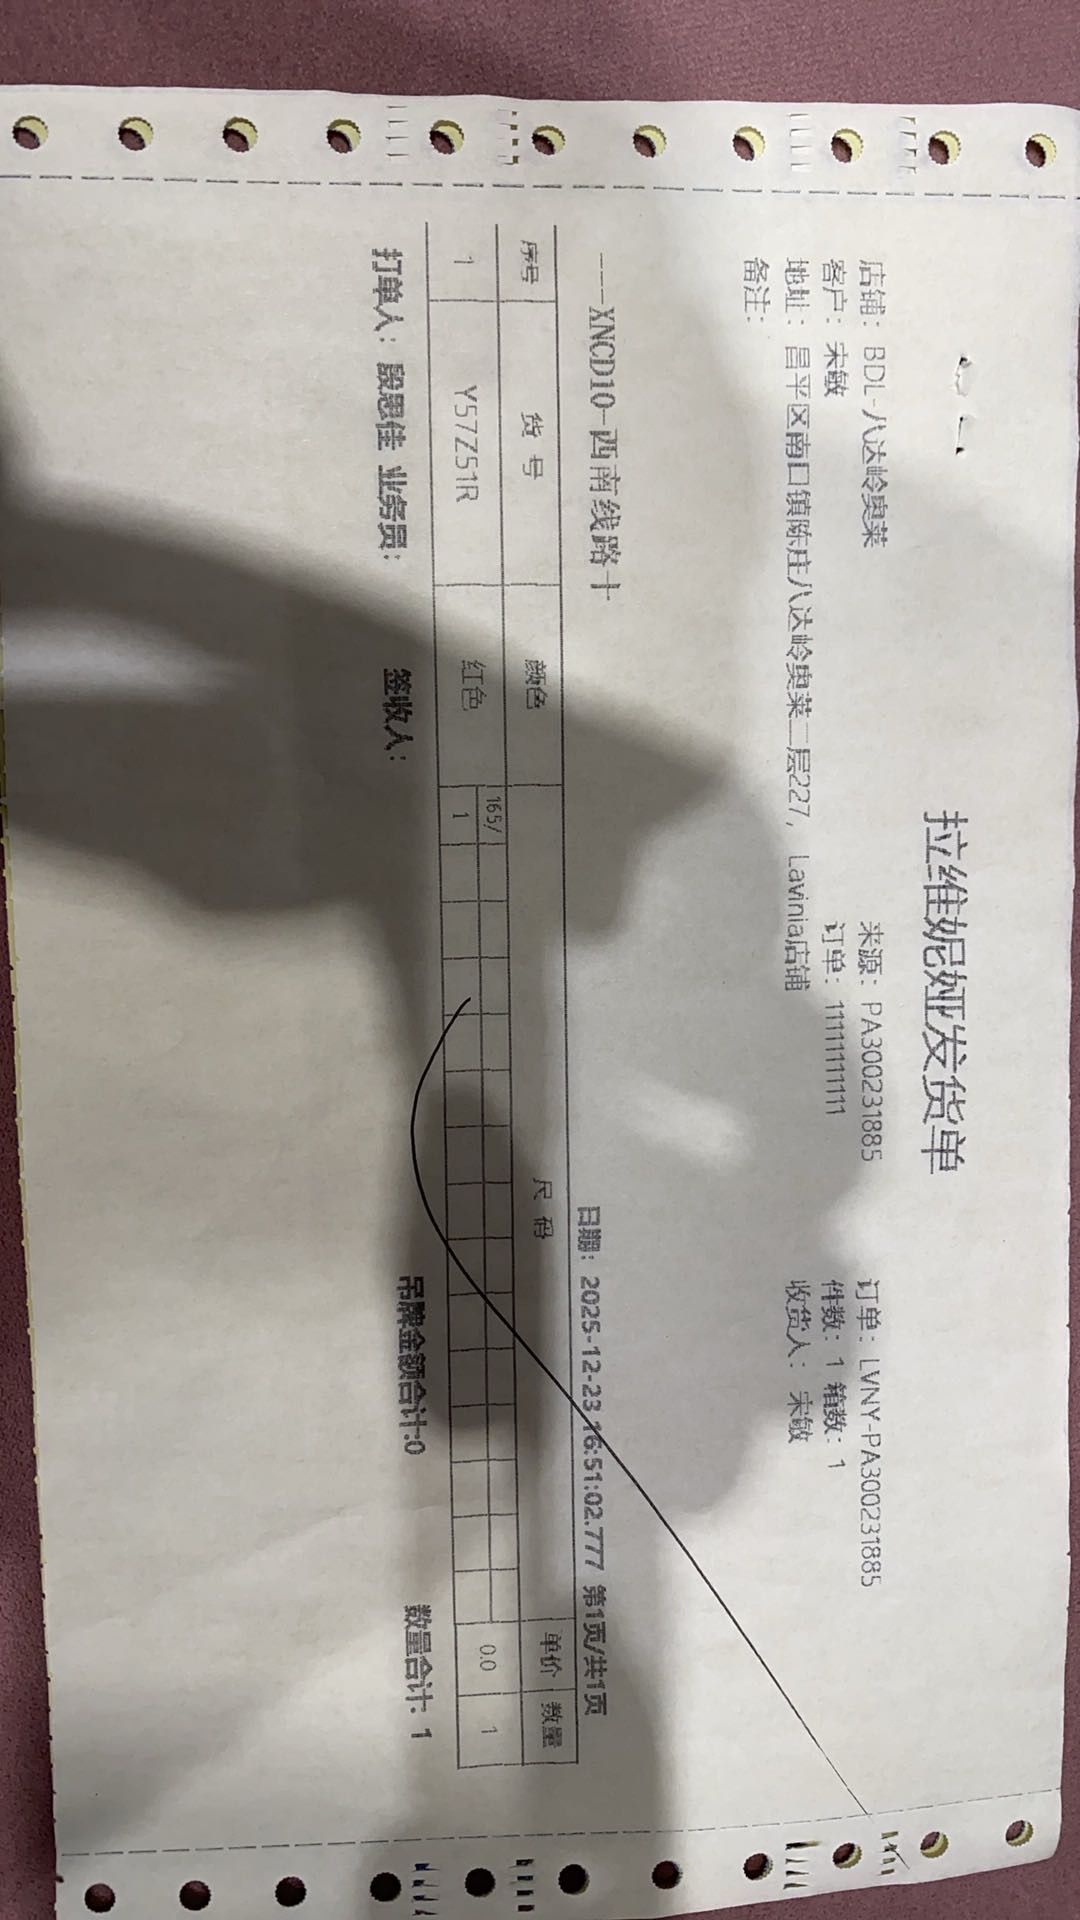 拉维妮娅发货单
店铺：BDL-八达岭奥莱 来源：PA300231885 订单：LVNY-PA300231885
客户：宋敏 订单：1111111111 件数：1 箱数：1
地址：昌平区南口镇陈庄八达岭奥莱二层227，Lavinia店铺 收货人：宋敏
备注：
---XNCD10-西南线路十 日期：2025-12-23 16:51:02.777 第1页/共1页
序号 货号 颜色 尺码 单价 数量
165/
1 Y57Z51R 红色 1 0.0 1
打单人：段思佳 业务员： 签收人： 吊牌金额合计:0 数量合计：1